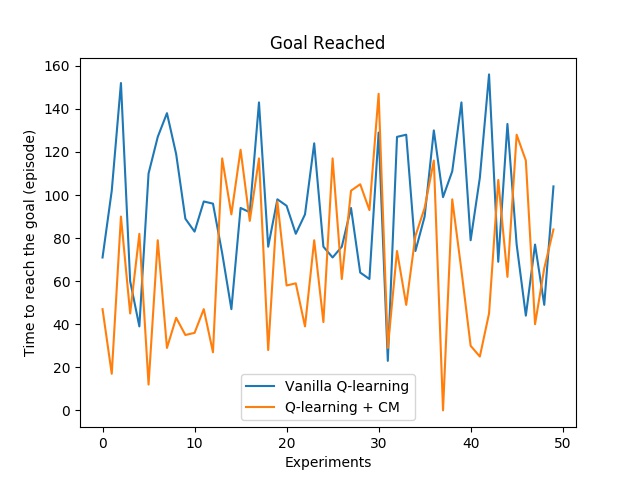 Goal Reached
Time to reach the goal (episode)
160
140
120
100
80
60
40
20
0
Vanilla Q-learning
Q-learning + CM
0 10 20 30 40 50
Experiments